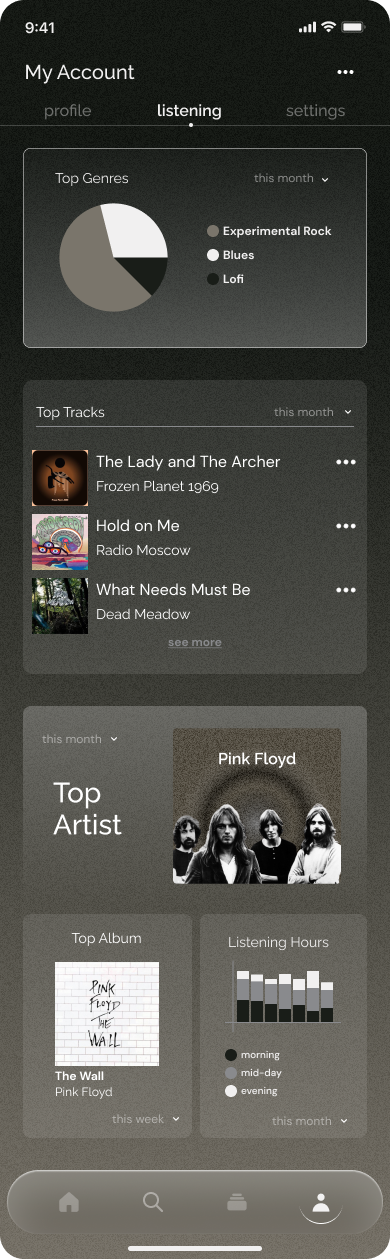 9:41
My Account
profile listening settings
Top Genres this month
Experimental Rock
Blues
Lofi
Top Tracks this month
The Lady and The Archer
Frozen Planet 1969
Hold on Me
Radio Moscow
What Needs Must Be
Dead Meadow
see more
this month
Top
Artist
Pink Floyd
Top Album
PINK
FLOYD
THE
WALL
The Wall
Pink Floyd
this week
Listening Hours
morning
mid-day
evening
this month